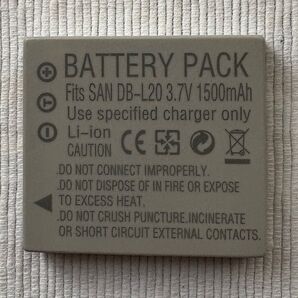 BATTERY PACK
Fits SAN DB-L20 3.7V 1500mAh
Use specified charger only
Li-ion
CAUTION
.DO NOT CONNECT IMPROPERLY
.DO NOT DISPOSE OF IN FIRE OR EXPOSE
TO EXCESS HEAT.
.DO NOT CRUSH PUNCTURE.INCINERATE
OR SHORT CIRCUIT EXTERNAL CONTACTS